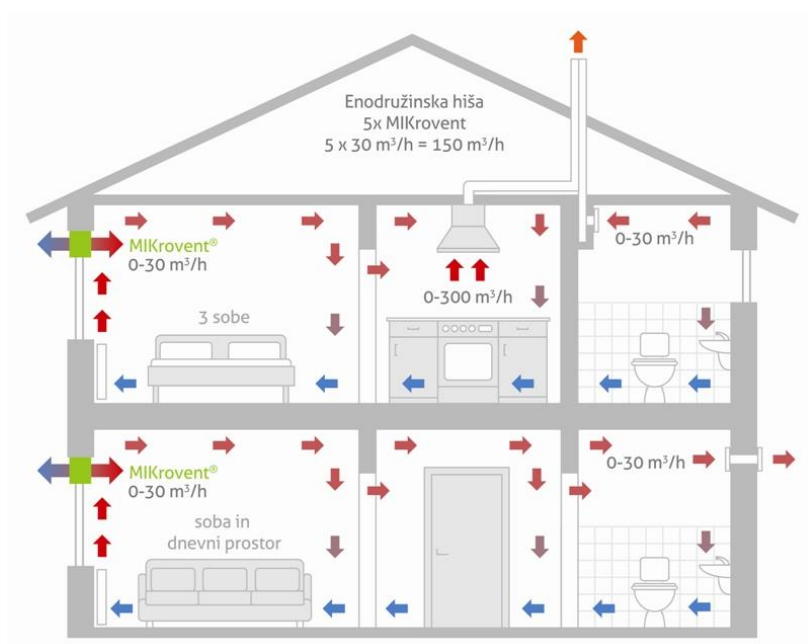 Enodružinska hiša
5x MIKrovent
5 x 30 m³/h = 150 m³/h
MIKrovent®
0-30 m³/h
0-30 m³/h
0-300 m³/h
3 sobe
MIKrovent®
0-30 m³/h
0-30 m³/h
soba in
dnevni prostor